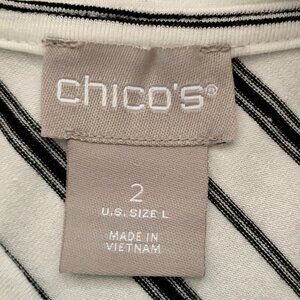 chico's®
2
U.S. SIZE L
MADE IN
VIETNAM